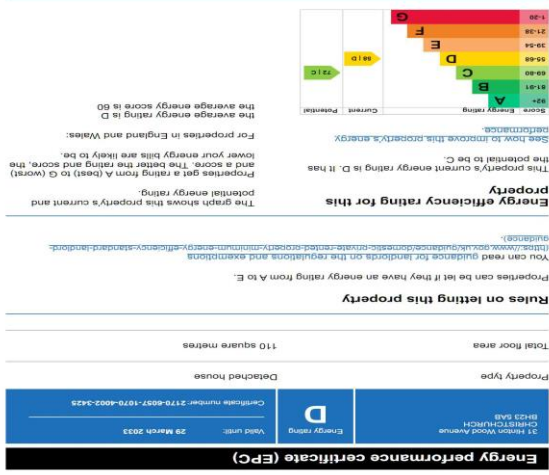 Energy performance certificate (EPC)
31 Hinton Wood Avenue
CHRISTCHURCH
BH23 5AB
Energy rating
D
Valid until: 29 March 2033
Certificate number: 2170-6057-1070-4002-3425
Property type
Detached house
Total floor area
110 square metres
Rules on letting this property
Properties can be let if they have an energy rating from A to E.
You can read guidance for landlords on the regulations and exemptions
(https://www.gov.uk/guidance/domestic-private-rented-property-minimum-energy-efficiency-standard-landlord-
guidance).
Energy efficiency rating for this
property
This property's current energy rating is D. It has
the potential to be C.
See how to improve this property's energy
performance.
Score Energy rating Current Potential
92+ A
81-91 B
69-80 C 72 | C
55-68 D 68 | D
39-54 E
21-38 F
1-20 G
The graph shows this property's current and
potential energy rating.
Properties get a rating from A (best) to G (worst)
and a score. The better the rating and score, the
lower your energy bills are likely to be.
For properties in England and Wales:
the average energy rating is D
the average energy score is 60